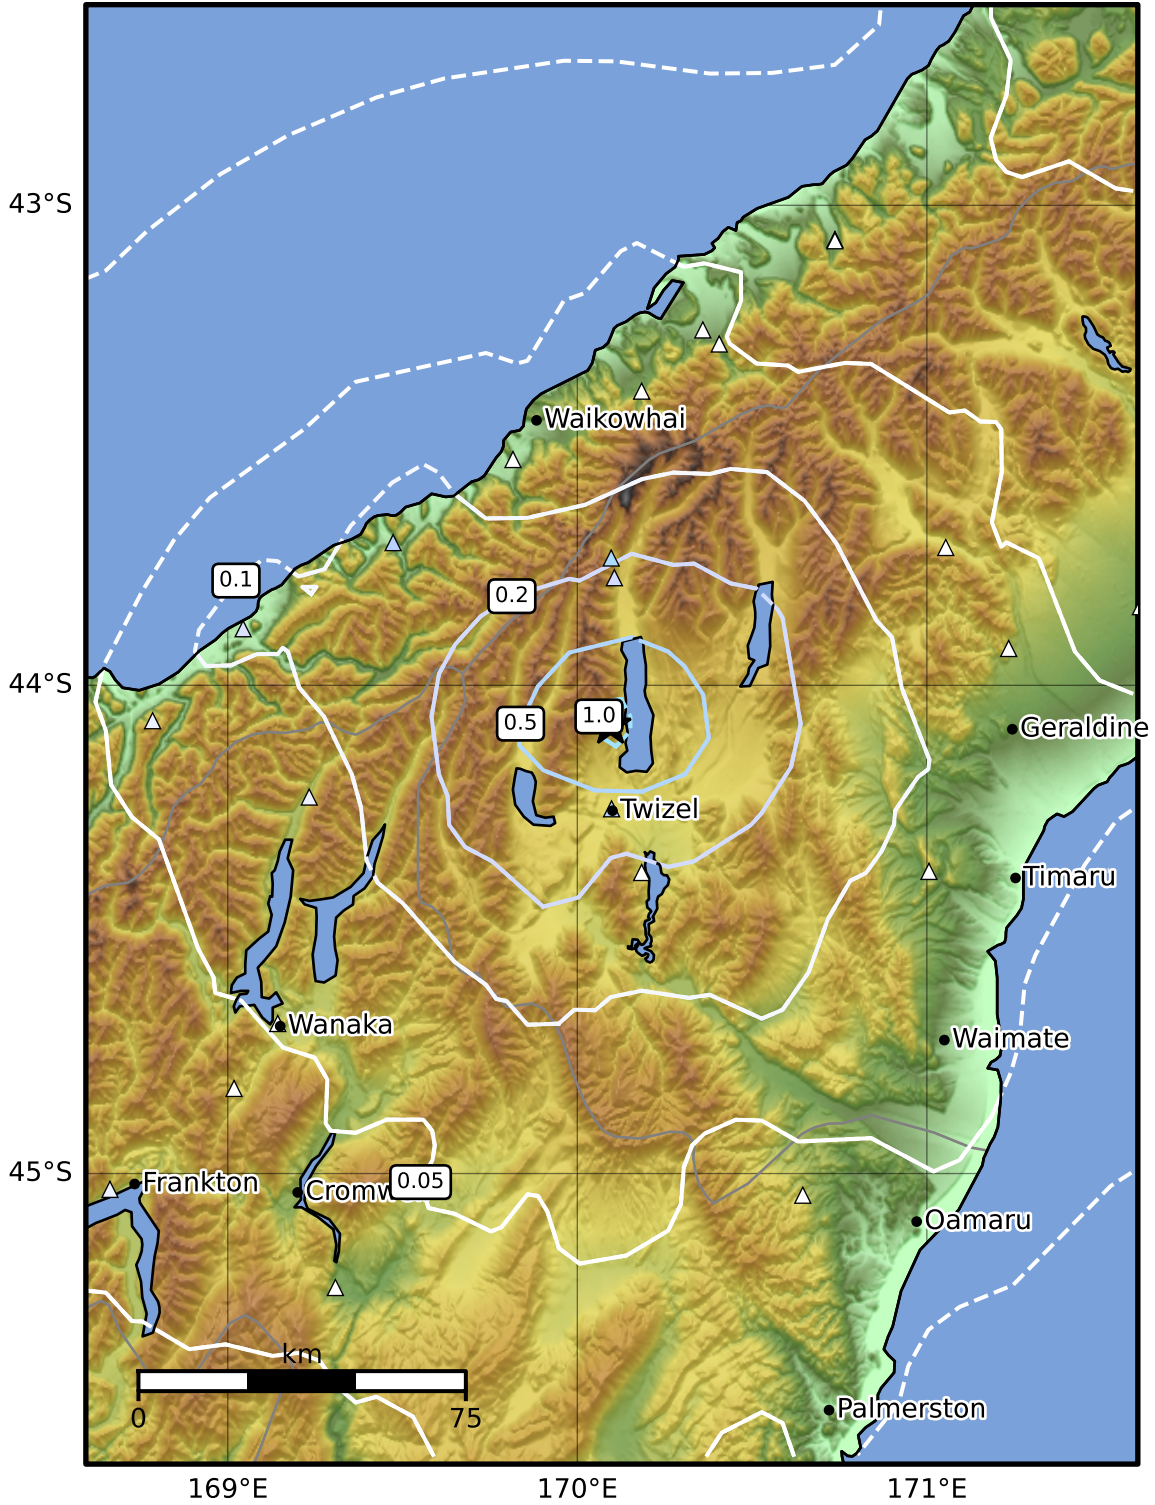 43°S
Waikowhai
0.1
0.2
44°S
0.5
1.0
Geraldine
Twizel
Timaru
Wanaka
Waimate
45°S
Frankton
Cromw
0.05
Oamaru
km
0
75
Palmerston
169°E
170°E
171°E